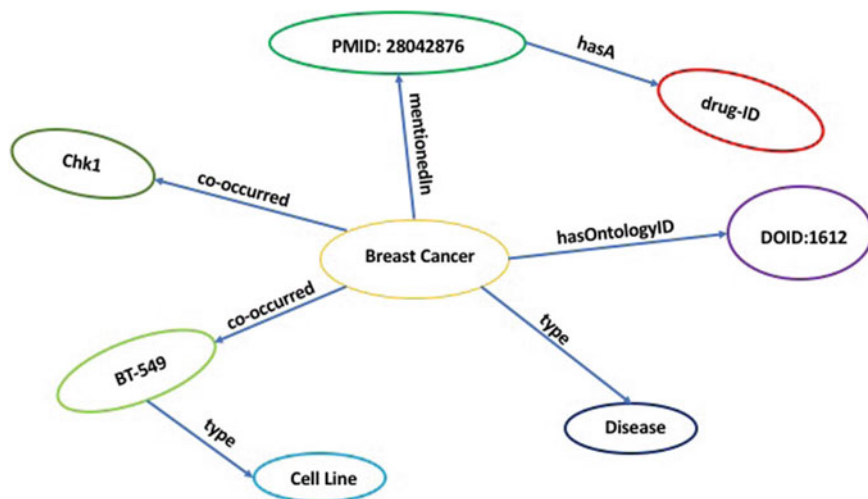 PMID: 28042876
hasA
drug-ID
mentionedIn
Chk1
co-occurred
hasOntologyID
DOID:1612
Breast Cancer
co-occurred
type
BT-549
type
Disease
Cell Line